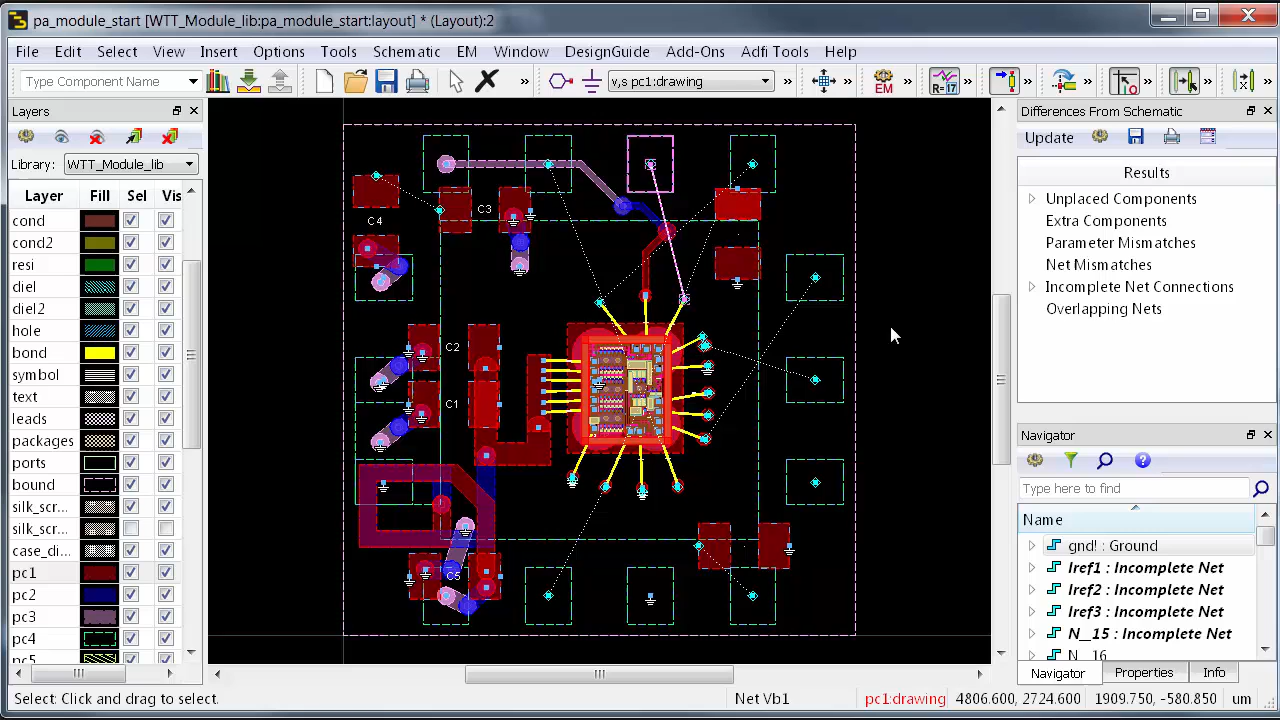 pa_module_start [WTT_Module_lib:pa_module_start:layout] * (Layout):2
File Edit Select View Insert Options Tools Schematic EM Window DesignGuide Add-Ons Adfi Tools Help
Type Component Name » v,s pc1:drawing » » EM » R=17 » » » » »
Layers
Differences From Schematic
Update
Library: WTT_Module_lib
Results
Layer Fill Sel Vis
cond
cond2
resi
diel
diel2
hole
bond
symbol
text
leads
packages
ports
bound
silk_scr...
silk_scr...
case_di...
pc1
pc2
pc3
pc4
pc5
C4
C3
C2
C1
C5
Unplaced Components
Extra Components
Parameter Mismatches
Net Mismatches
Incomplete Net Connections
Overlapping Nets
Navigator
Type here to find
Name
gnd! : Ground
Iref1 : Incomplete Net
Iref2 : Incomplete Net
Iref3 : Incomplete Net
N__15 : Incomplete Net
N__16
Navigator Properties Info
Select: Click and drag to select. Net Vb1 pc1:drawing 4806.600, 2724.600 1909.750, -580.850 um